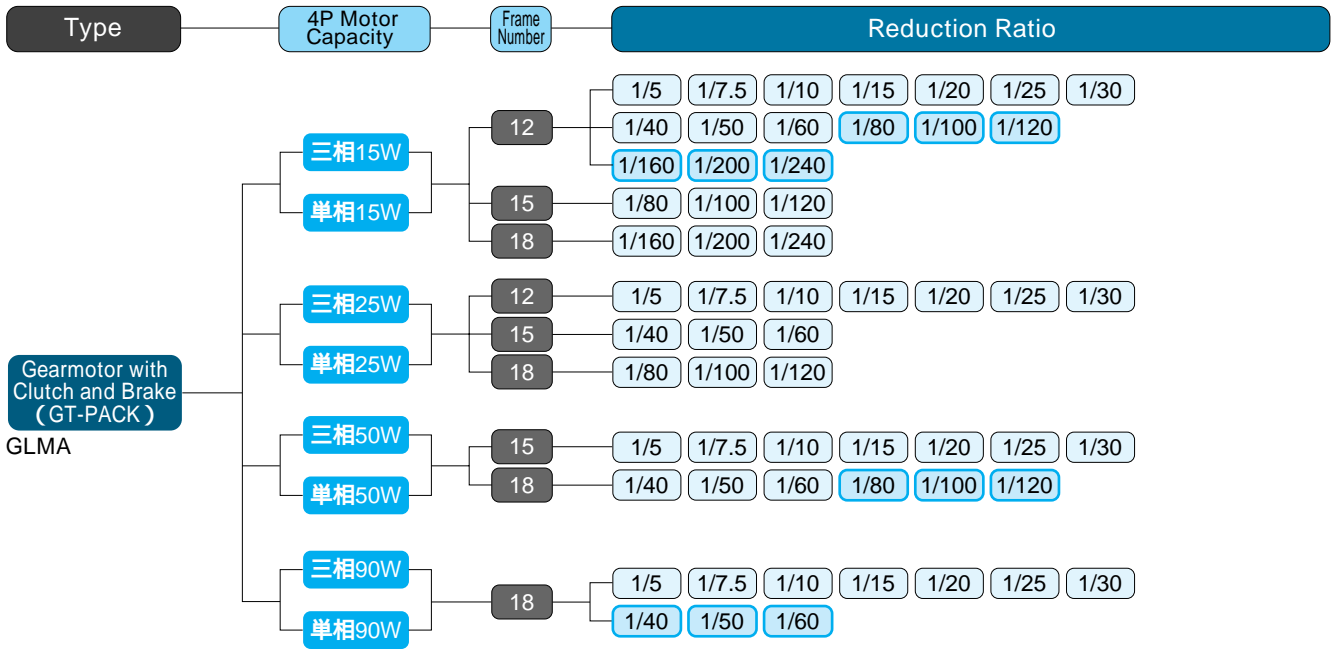 Type
4P Motor
Capacity
Frame
Number
Reduction Ratio
1/5 1/7.5 1/10 1/15 1/20 1/25 1/30
12
1/40 1/50 1/60 1/80 1/100 1/120
三相15W
1/160 1/200 1/240
単相15W
15
1/80 1/100 1/120
18
1/160 1/200 1/240
三相25W
12
1/5 1/7.5 1/10 1/15 1/20 1/25 1/30
15
1/40 1/50 1/60
単相25W
18
1/80 1/100 1/120
Gearmotor with
Clutch and Brake
(GT-PACK)
GLMA
三相50W
15
1/5 1/7.5 1/10 1/15 1/20 1/25 1/30
単相50W
18
1/40 1/50 1/60 1/80 1/100 1/120
三相90W
1/5 1/7.5 1/10 1/15 1/20 1/25 1/30
18
1/40 1/50 1/60
単相90W